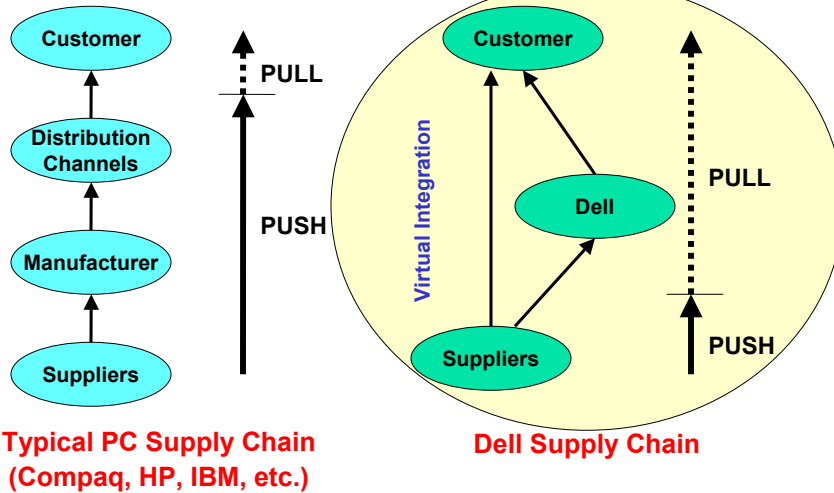 Customer
Distribution
Channels
Manufacturer
Suppliers
PULL
PUSH
Typical PC Supply Chain
(Compaq, HP, IBM, etc.)
Customer
Virtual Integration
Dell
Suppliers
PULL
PUSH
Dell Supply Chain